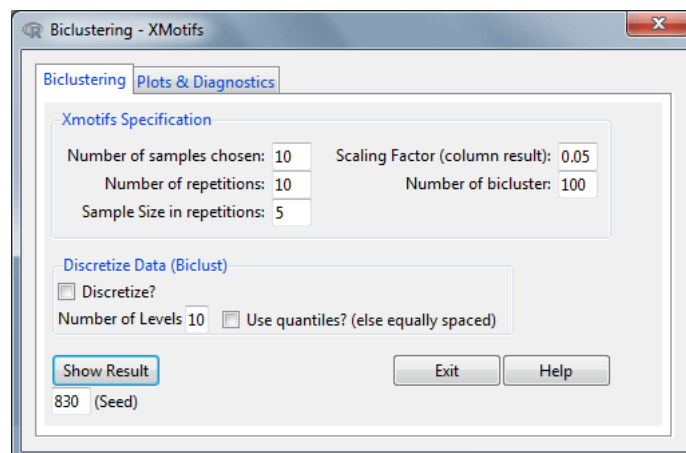 Biclustering - XMotifs
Biclustering Plots & Diagnostics
Xmotifs Specification
Number of samples chosen: 10 Scaling Factor (column result): 0.05
Number of repetitions: 10 Number of bicluster: 100
Sample Size in repetitions: 5
Discretize Data (Biclust)
Discretize?
Number of Levels 10 Use quantiles? (else equally spaced)
Show Result Exit Help
830 (Seed)